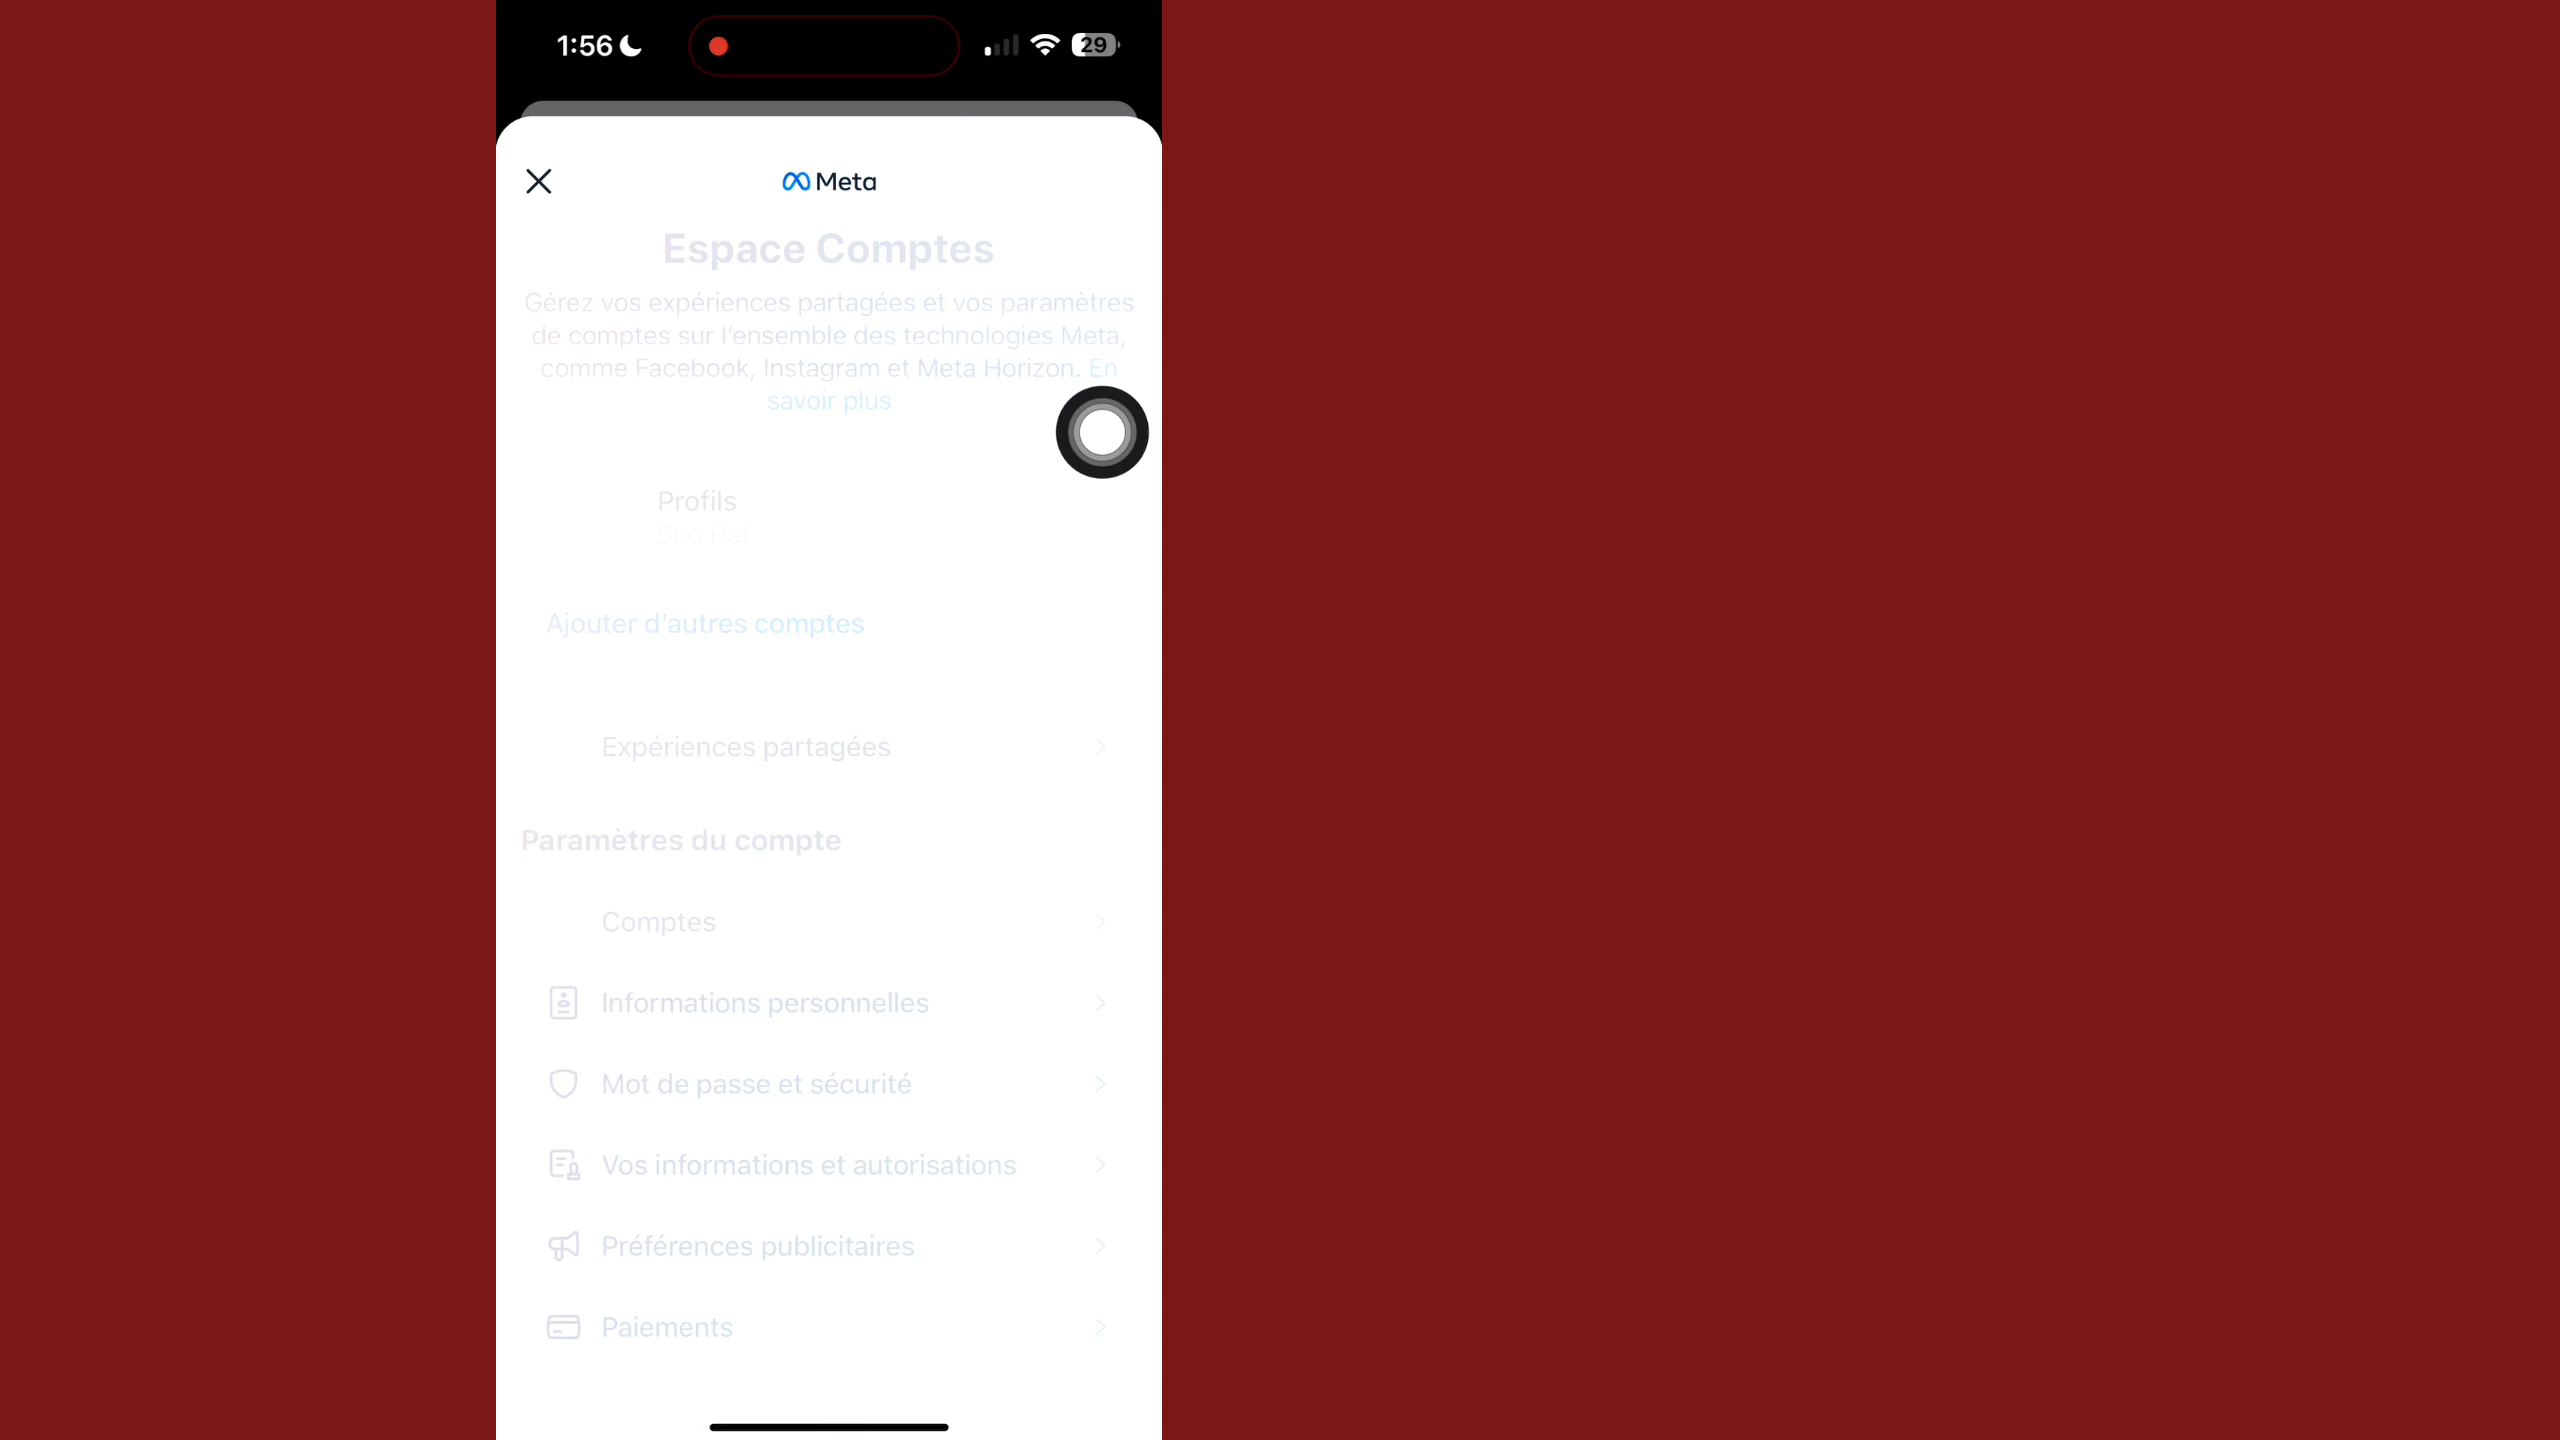 1:56
29
Meta
Espace Comptes
Gérez vos expériences partagées et vos paramètres
de comptes sur l’ensemble des technologies Meta,
comme Facebook, Instagram et Meta Horizon. En
savoir plus
Profils
Sno Hei
Ajouter d’autres comptes
Expériences partagées
Paramètres du compte
Comptes
Informations personnelles
Mot de passe et sécurité
Vos informations et autorisations
Préférences publicitaires
Paiements